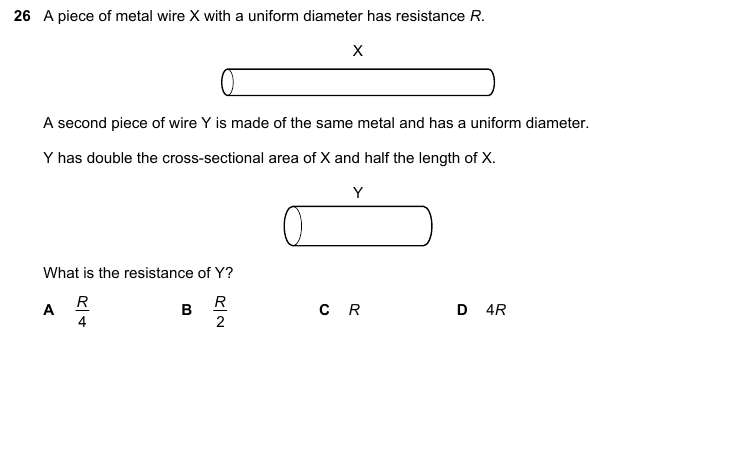 26 A piece of metal wire X with a uniform diameter has resistance R.
X
A second piece of wire Y is made of the same metal and has a uniform diameter.
Y has double the cross-sectional area of X and half the length of X.
Y
What is the resistance of Y?
A R/4 B R/2 C R D 4R